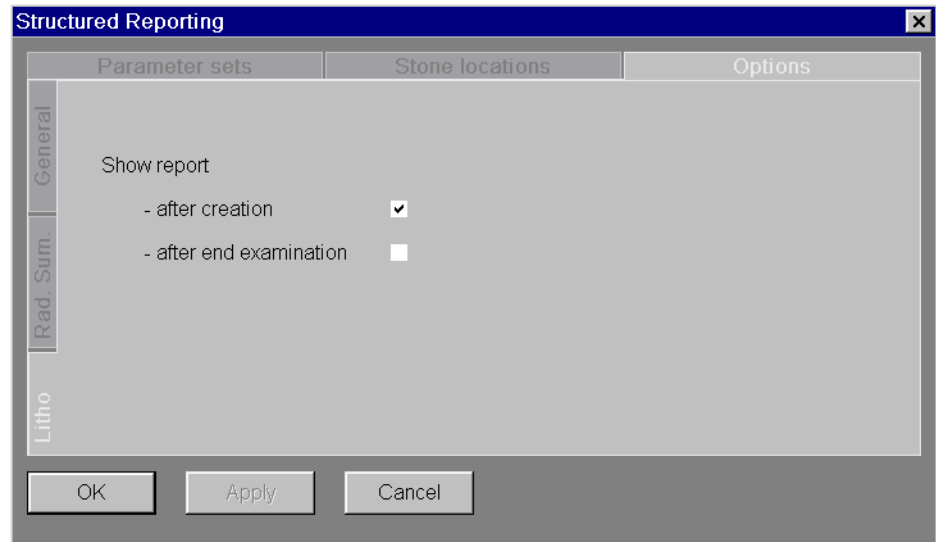 Structured Reporting
Parameter sets Stone locations Options
General
Show report
- after creation
- after end examination
Rad. Sum.
Litho
OK Apply Cancel